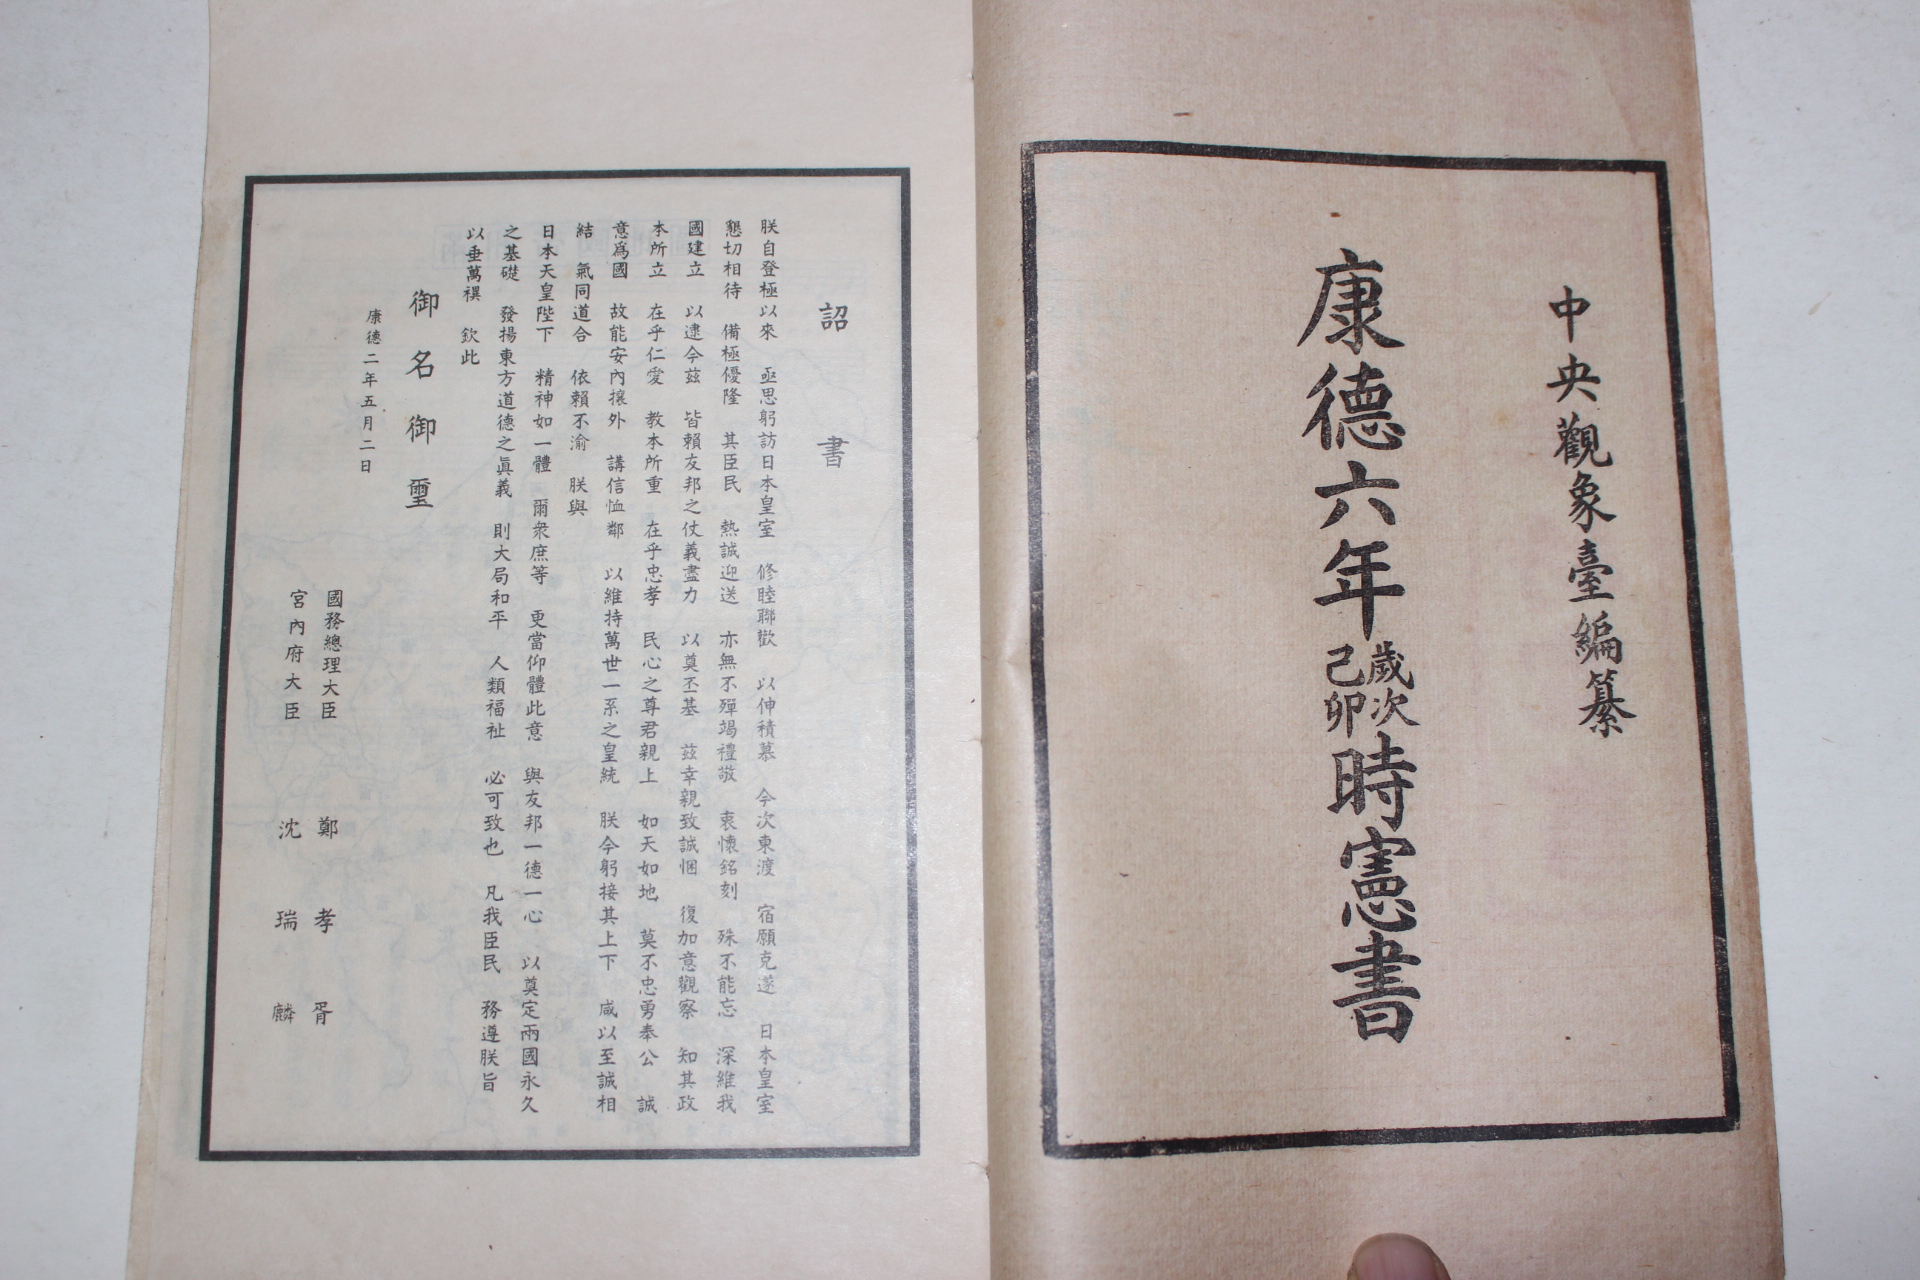 中央觀象臺編纂
康德六年歲次己卯時憲書
詔書
朕自登極以來 亟思躬訪日本皇室 修睦聯歡 以伸積慕 今次東渡 宿願克遂 日本皇室
懇切相待 備極優隆 其臣民 熱誠迎送 亦無不殫竭禮敬 衷懷銘刻 殊不能忘 深維我
國建立 以逮今茲 皆賴友邦之仗義盡力 以奠丕基 茲幸親致誠悃 復加意觀察 知其政
本所立 在乎仁愛 教本所重 在乎忠孝 民心之尊君親上 如天如地 莫不忠勇奉公 誠
意爲國 故能安內攘外 講信恤鄰 以維持萬世一系之皇統 朕今躬接其上下 咸以至誠相
結 氣同道合 依賴不渝 朕與
日本天皇陛下 精神如一體 爾衆庶等 更當仰體此意 與友邦一德一心 以奠定兩國永久
之基礎 發揚東方道德之眞義 則大局和平 人類福祉 必可致也 凡我臣民 務遵朕旨
以垂萬禩 欽此
御名御璽
康德二年五月二日
國務總理大臣 鄭孝胥
宮內府大臣 沈瑞麟